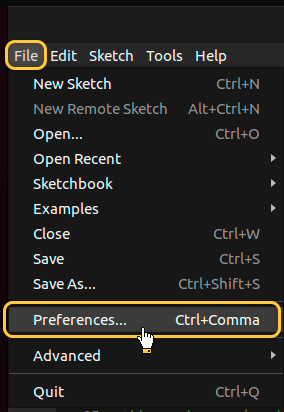 File Edit Sketch Tools Help
New Sketch Ctrl+N
New Remote Sketch Alt+Ctrl+N
Open... Ctrl+O
Open Recent
Sketchbook
Examples
Close Ctrl+W
Save Ctrl+S
Save As... Ctrl+Shift+S
Preferences... Ctrl+Comma
Advanced
Quit Ctrl+Q